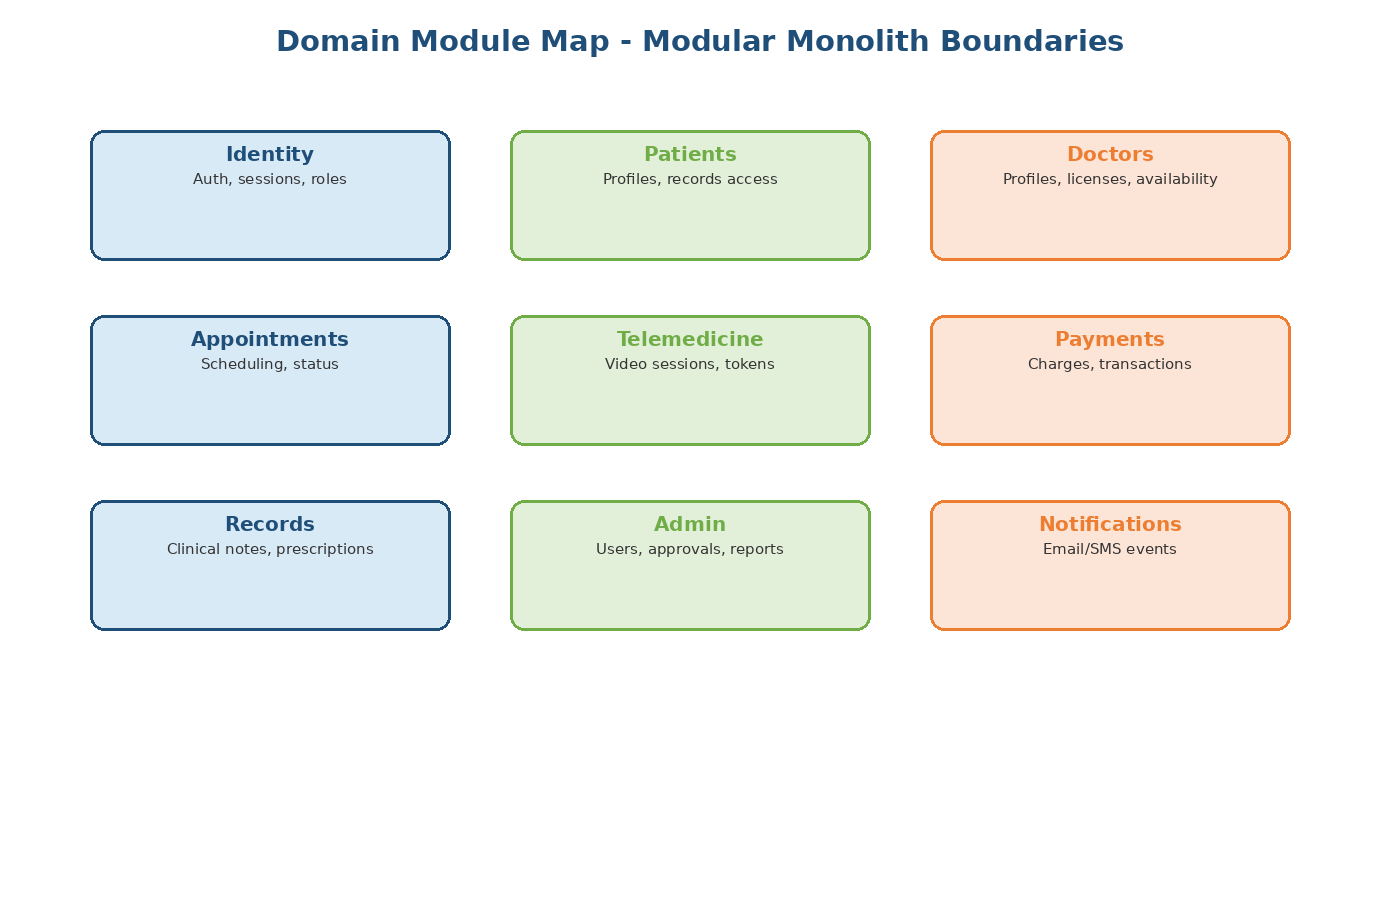 Domain Module Map - Modular Monolith Boundaries
Identity
Auth, sessions, roles
Patients
Profiles, records access
Doctors
Profiles, licenses, availability
Appointments
Scheduling, status
Telemedicine
Video sessions, tokens
Payments
Charges, transactions
Records
Clinical notes, prescriptions
Admin
Users, approvals, reports
Notifications
Email/SMS events